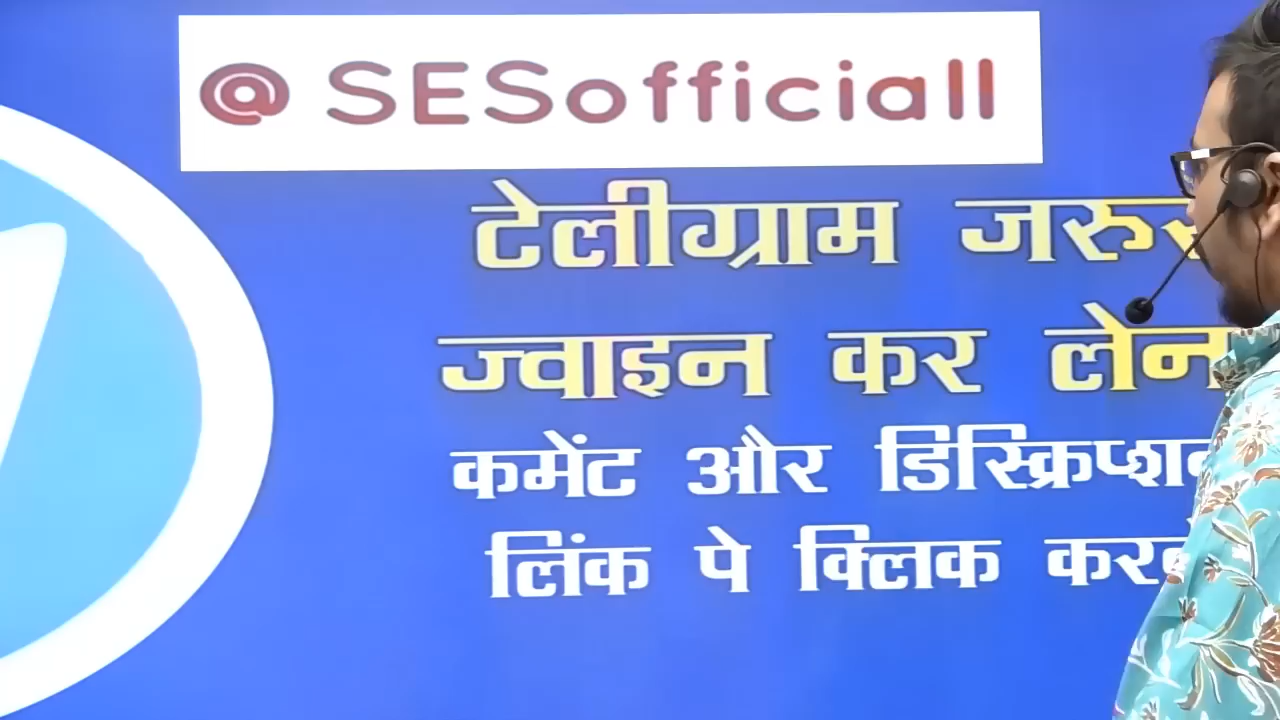 @SESofficiall
टेलीग्राम
ज्वाइन कर
कमेंट और
लिंक पे क्लिक